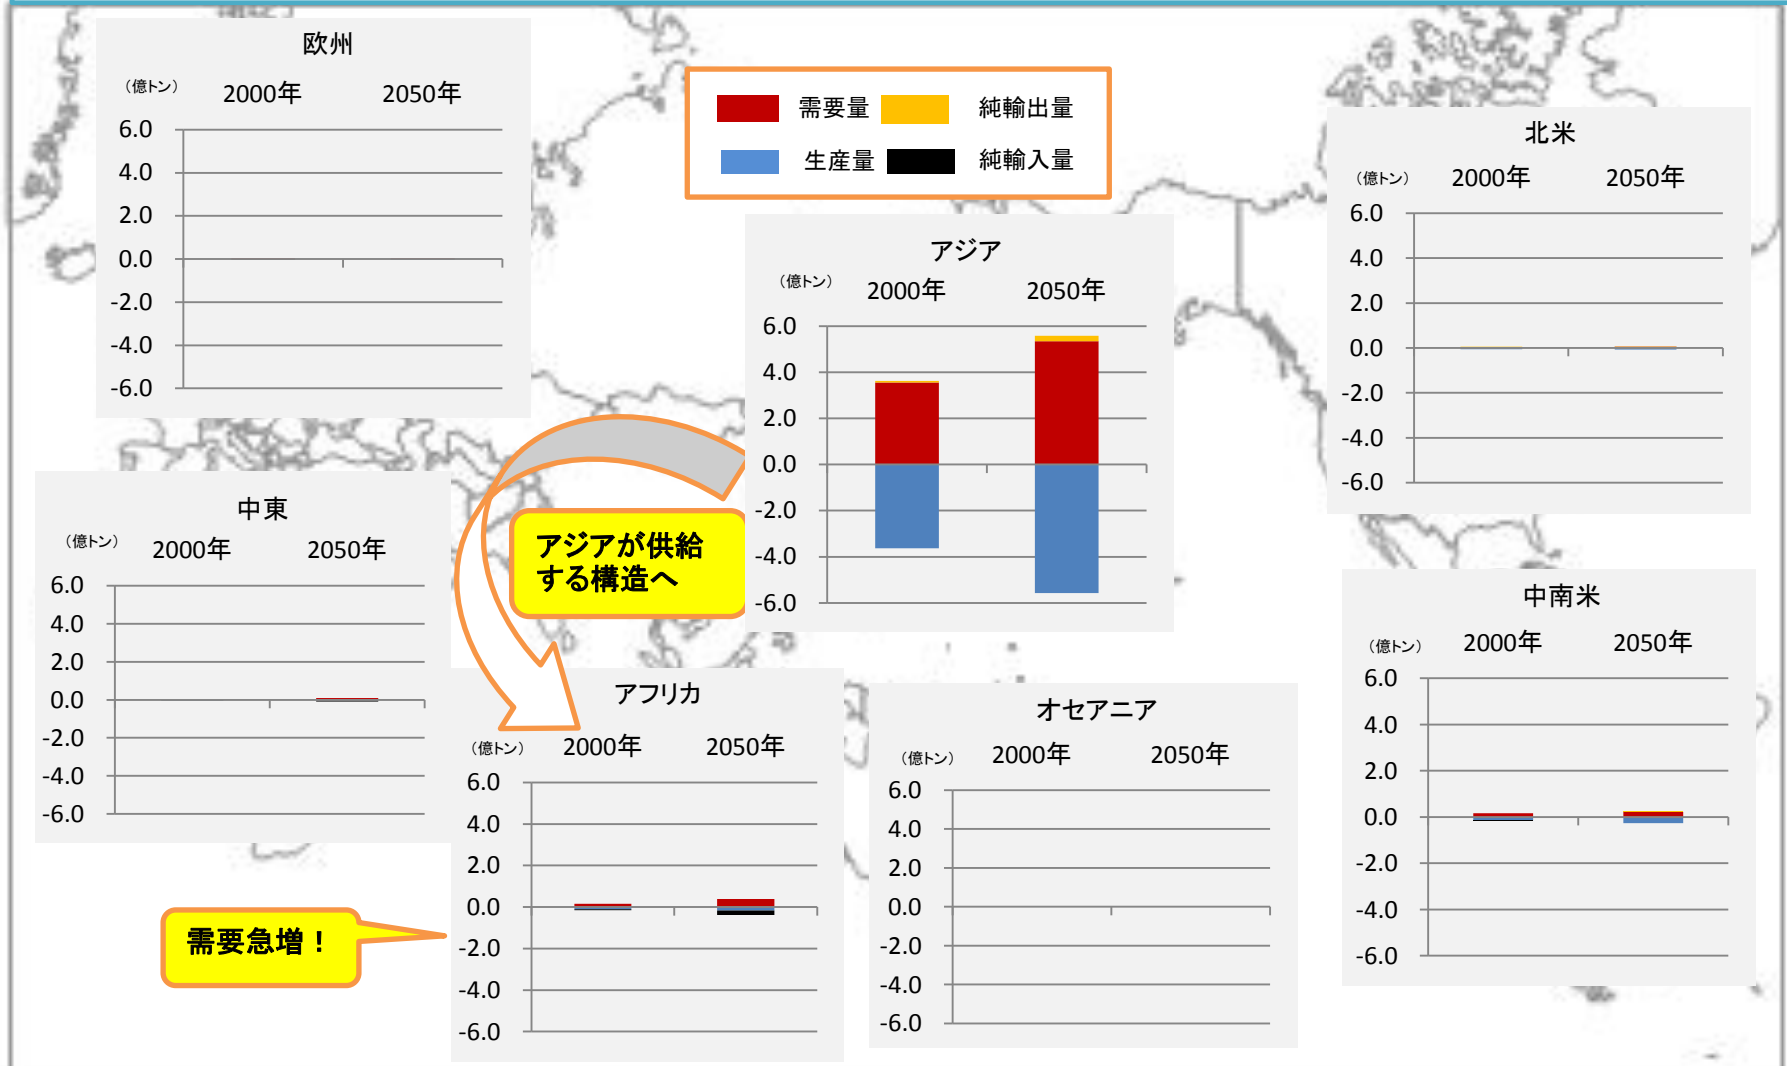 欧州
（億トン）
2000年 2050年
6.0
4.0
2.0
0.0
-2.0
-4.0
-6.0
需要量 純輸出量
生産量 純輸入量
北米
（億トン）
2000年 2050年
6.0
4.0
2.0
0.0
-2.0
-4.0
-6.0
アジア
（億トン）
2000年 2050年
6.0
4.0
2.0
0.0
-2.0
-4.0
-6.0
中東
（億トン）
2000年 2050年
6.0
4.0
2.0
0.0
-2.0
-4.0
-6.0
アジアが供給
する構造へ
中南米
（億トン）
2000年 2050年
6.0
4.0
2.0
0.0
-2.0
-4.0
-6.0
アフリカ
（億トン）
2000年 2050年
6.0
4.0
2.0
0.0
-2.0
-4.0
-6.0
オセアニア
（億トン）
2000年 2050年
6.0
4.0
2.0
0.0
-2.0
-4.0
-6.0
需要急増！